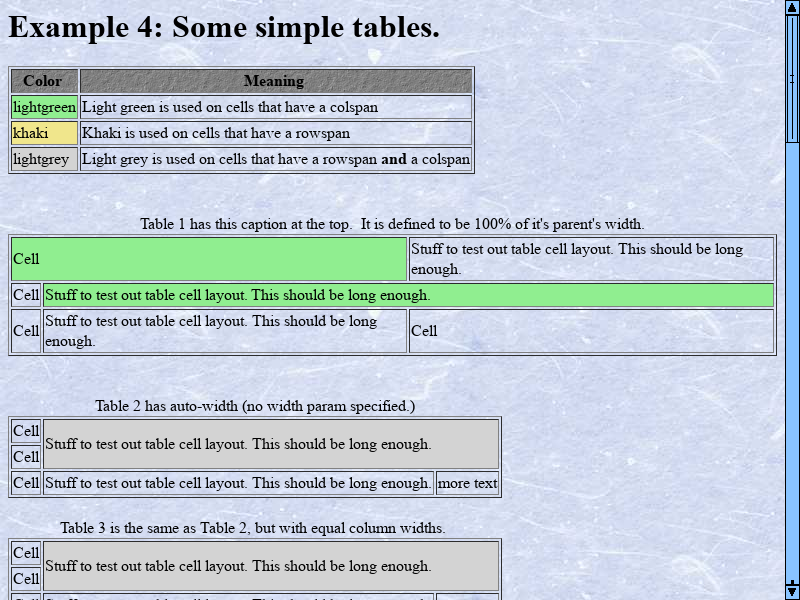 Example 4: Some simple tables.
Color Meaning
lightgreen Light green is used on cells that have a colspan
khaki Khaki is used on cells that have a rowspan
lightgrey Light grey is used on cells that have a rowspan and a colspan
Table 1 has this caption at the top.  It is defined to be 100% of it's parent's width.
Cell Stuff to test out table cell layout. This should be long
enough.
Cell Stuff to test out table cell layout. This should be long enough.
Cell Stuff to test out table cell layout. This should be long
enough.
Cell
Table 2 has auto-width (no width param specified.)
Cell
Stuff to test out table cell layout. This should be long enough.
Cell
Cell Stuff to test out table cell layout. This should be long enough. more text
Table 3 is the same as Table 2, but with equal column widths.
Cell
Stuff to test out table cell layout. This should be long enough.
Cell